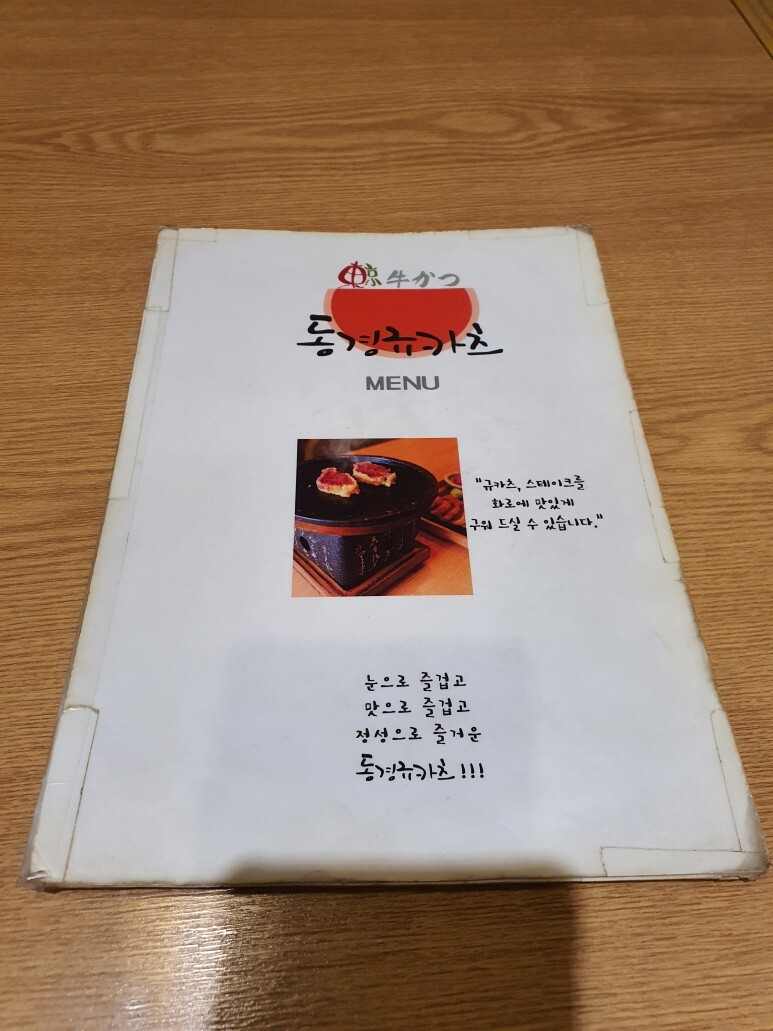 東京 牛かつ
동경규카츠
MENU
"규카츠, 스테이크를
화로에 맛있게
구워 드실 수 있습니다."
눈으로 즐겁고
맛으로 즐겁고
정성으로 즐거운
동경규카츠!!!